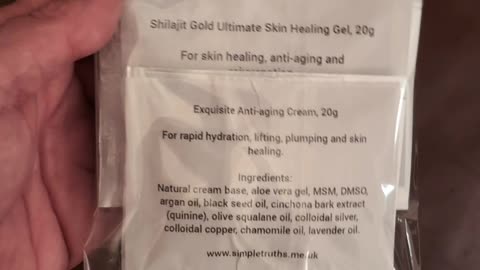 Shilajit Gold Ultimate Skin Healing Gel, 20g
For skin healing, anti-aging and
Exquisite Anti-aging Cream, 20g
For rapid hydration, lifting, plumping and skin
healing.
Ingredients:
Natural cream base, aloe vera gel, MSM, DMSO,
argan oil, black seed oil, cinchona bark extract
(quinine), olive squalane oil, colloidal silver,
colloidal copper, chamomile oil, lavender oil.
www.simpletruths.me.uk